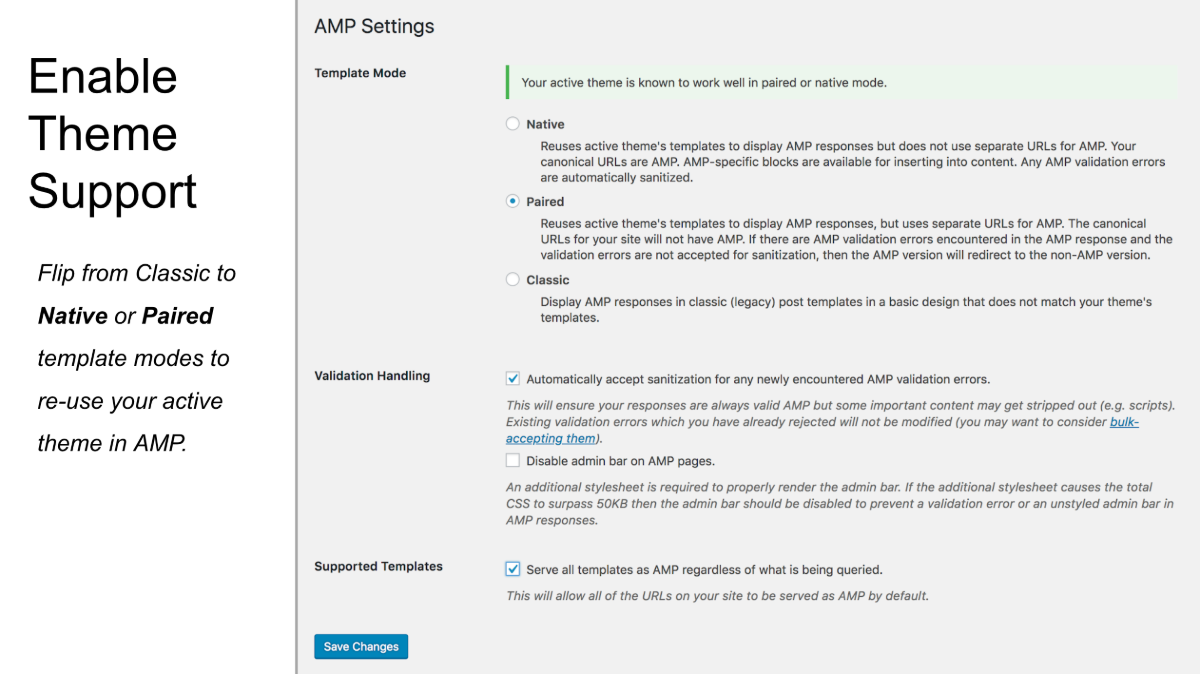 Enable
Theme
Support
Flip from Classic to
Native or Paired
template modes to
re-use your active
theme in AMP.
AMP Settings
Template Mode
Your active theme is known to work well in paired or native mode.
Native
Reuses active theme's templates to display AMP responses but does not use separate URLs for AMP. Your
canonical URLs are AMP. AMP-specific blocks are available for inserting into content. Any AMP validation errors
are automatically sanitized.
Paired
Reuses active theme's templates to display AMP responses, but uses separate URLs for AMP. The canonical
URLs for your site will not have AMP. If there are AMP validation errors encountered in the AMP response and the
validation errors are not accepted for sanitization, then the AMP version will redirect to the non-AMP version.
Classic
Display AMP responses in classic (legacy) post templates in a basic design that does not match your theme's
templates.
Validation Handling
Automatically accept sanitization for any newly encountered AMP validation errors.
This will ensure your responses are always valid AMP but some important content may get stripped out (e.g. scripts).
Existing validation errors which you have already rejected will not be modified (you may want to consider bulk-
accepting them).
Disable admin bar on AMP pages.
An additional stylesheet is required to properly render the admin bar. If the additional stylesheet causes the total
CSS to surpass 50KB then the admin bar should be disabled to prevent a validation error or an unstyled admin bar in
AMP responses.
Supported Templates
Serve all templates as AMP regardless of what is being queried.
This will allow all of the URLs on your site to be served as AMP by default.
Save Changes